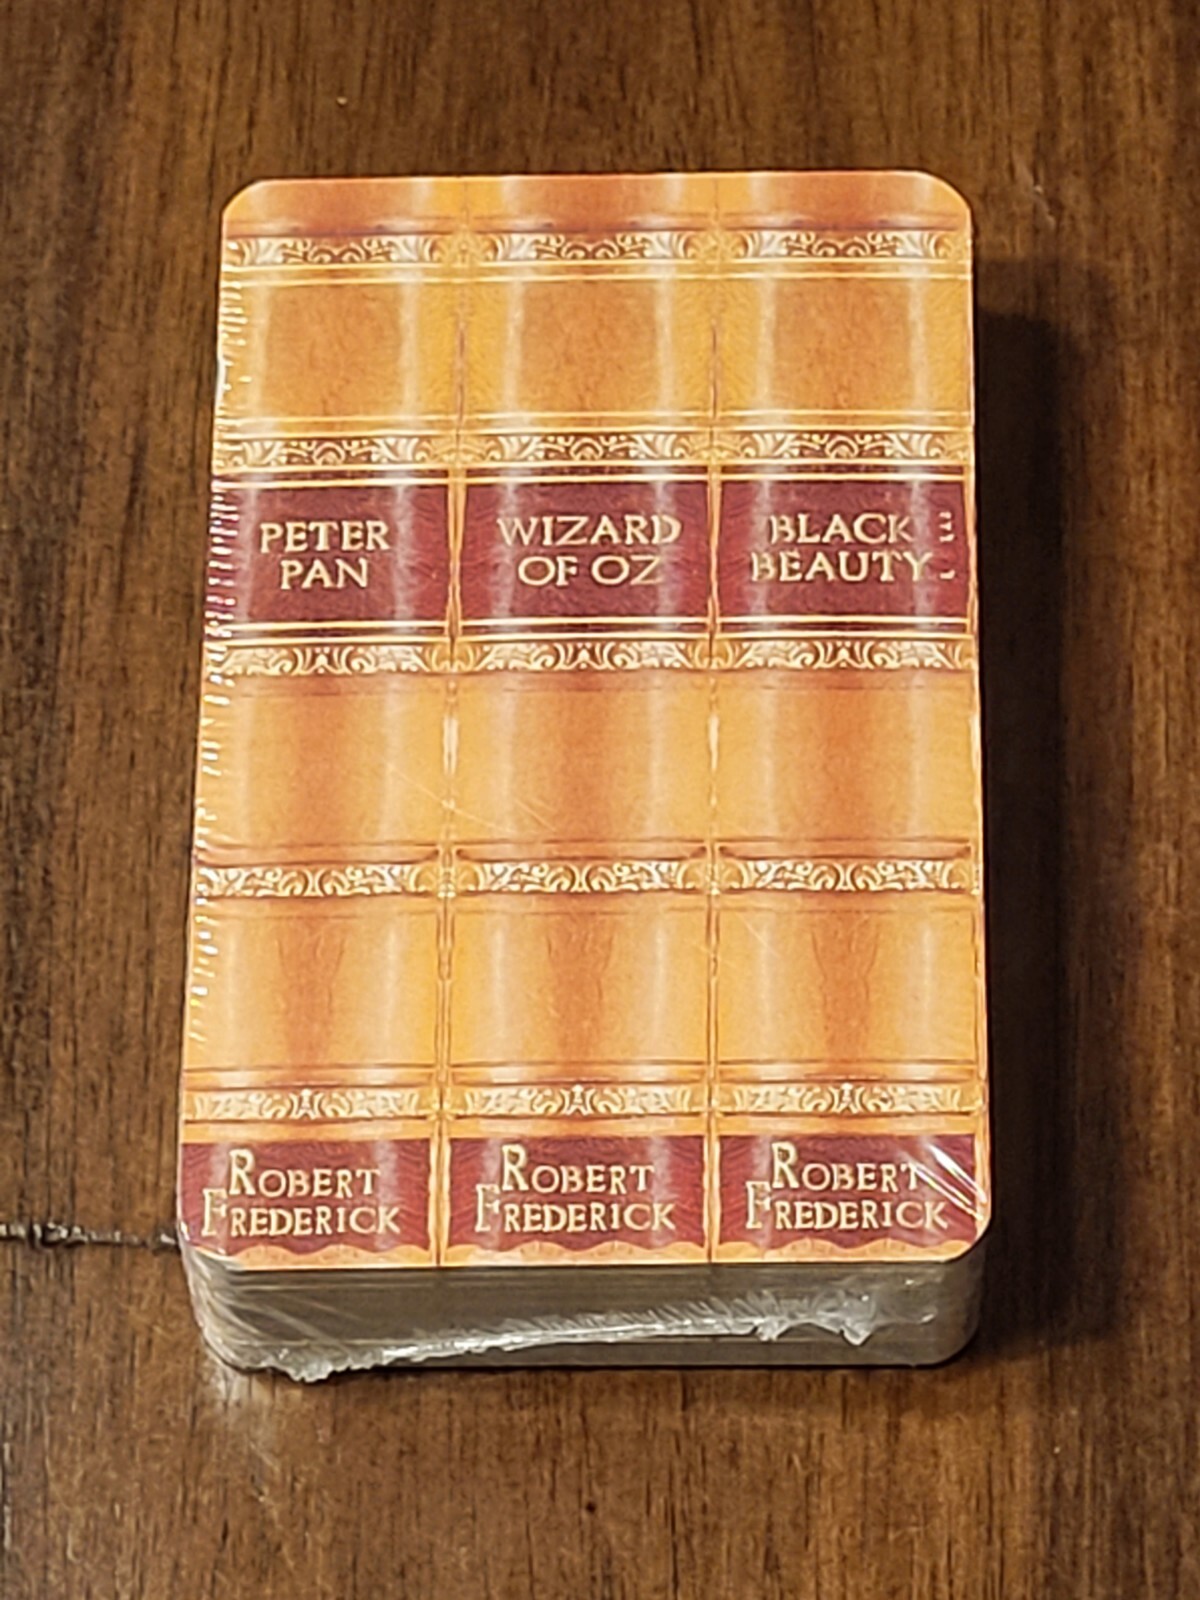 PETER
PAN
WIZARD
OF OZ
BLACK
BEAUTY
ROBERT
FREDERICK
ROBERT
FREDERICK
ROBERT
FREDERICK